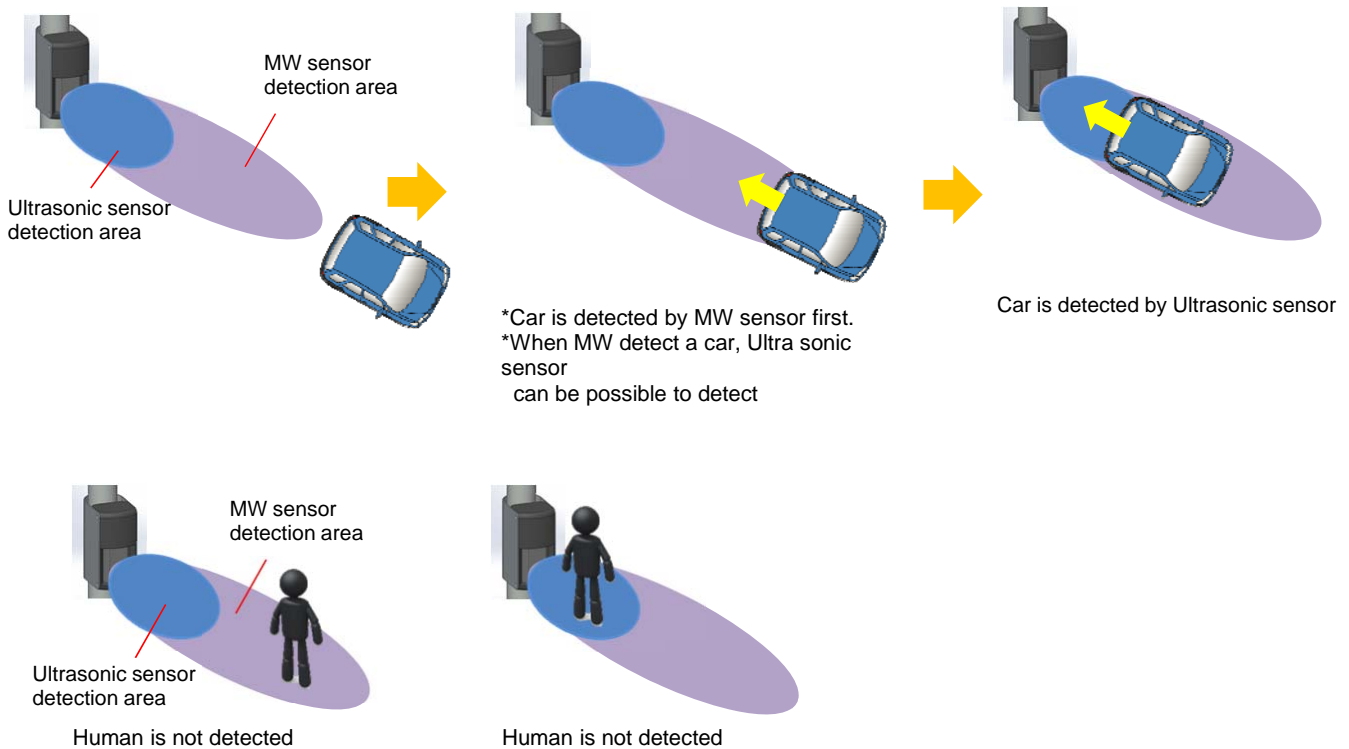 MW sensor
detection area
Ultrasonic sensor
detection area
*Car is detected by MW sensor first.
*When MW detect a car, Ultra sonic
sensor
can be possible to detect
Car is detected by Ultrasonic sensor
MW sensor
detection area
Ultrasonic sensor
detection area
Human is not detected
Human is not detected